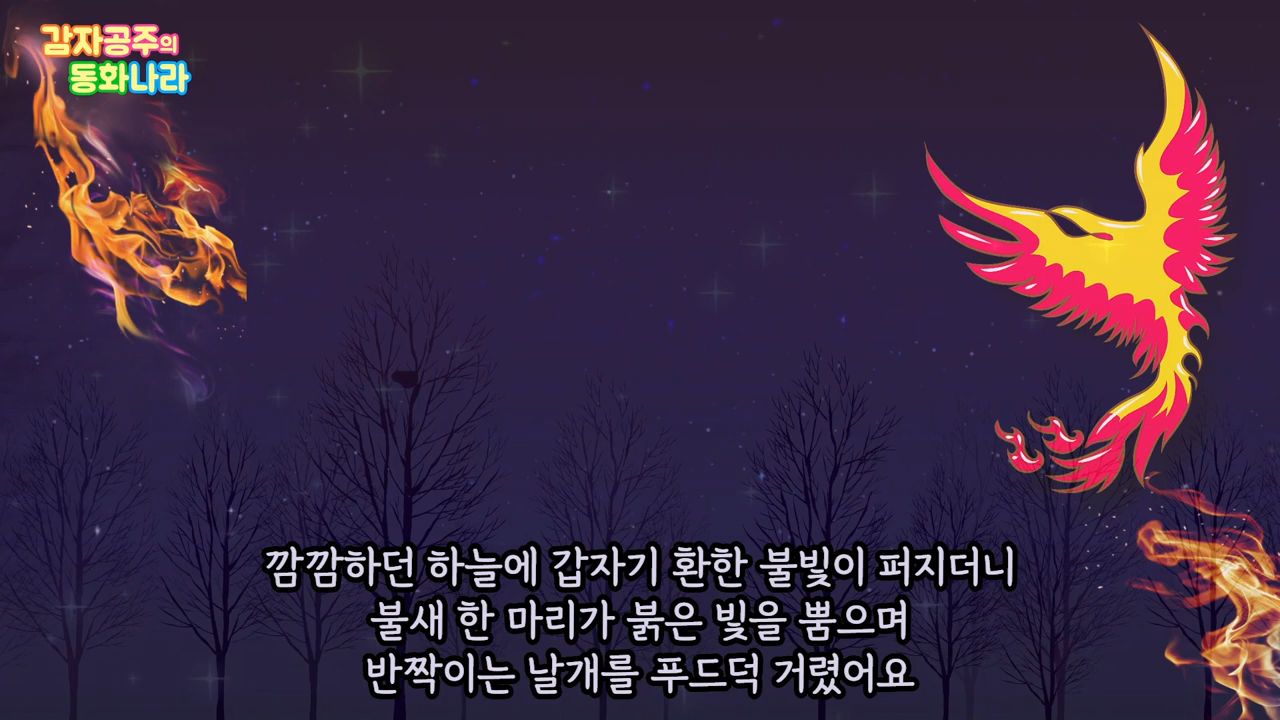 감자공주의
동화나라
깜깜하던 하늘에 갑자기 환한 불빛이 퍼지더니
불새 한 마리가 붉은 빛을 뿜으며
반짝이는 날개를 푸드덕 거렸어요